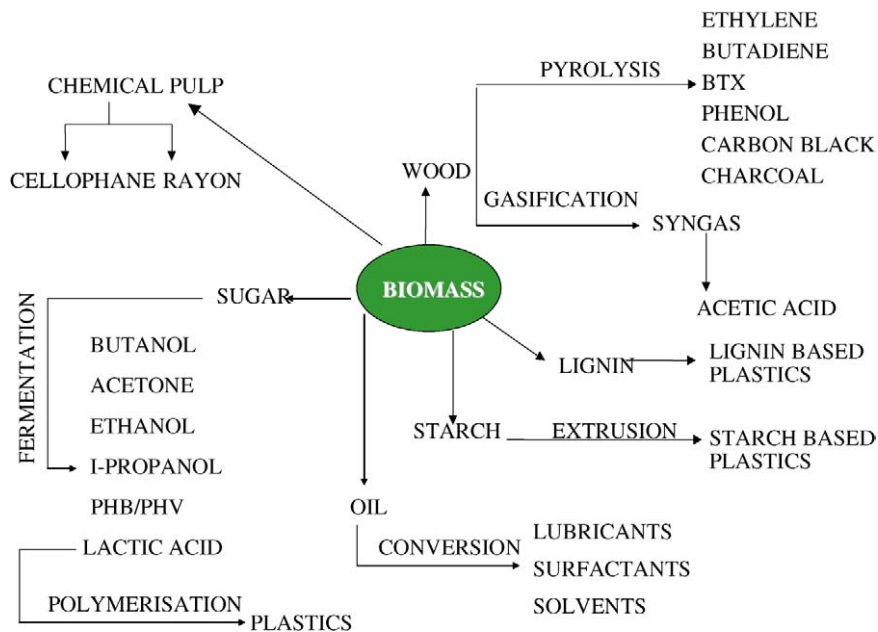 ETHYLENE
BUTADIENE
PYROLYSIS
BTX
PHENOL
CARBON BLACK
CHARCOAL
CHEMICAL PULP
CELLOPHANE RAYON
WOOD
GASIFICATION
SYNGAS
ACETIC ACID
BIOMASS
SUGAR
FERMENTATION
BUTANOL
ACETONE
ETHANOL
I-PROPANOL
PHB/PHV
LACTIC ACID
POLYMERISATION
PLASTICS
LIGNIN
LIGNIN BASED
PLASTICS
STARCH
EXTRUSION
STARCH BASED
PLASTICS
OIL
CONVERSION
LUBRICANTS
SURFACTANTS
SOLVENTS